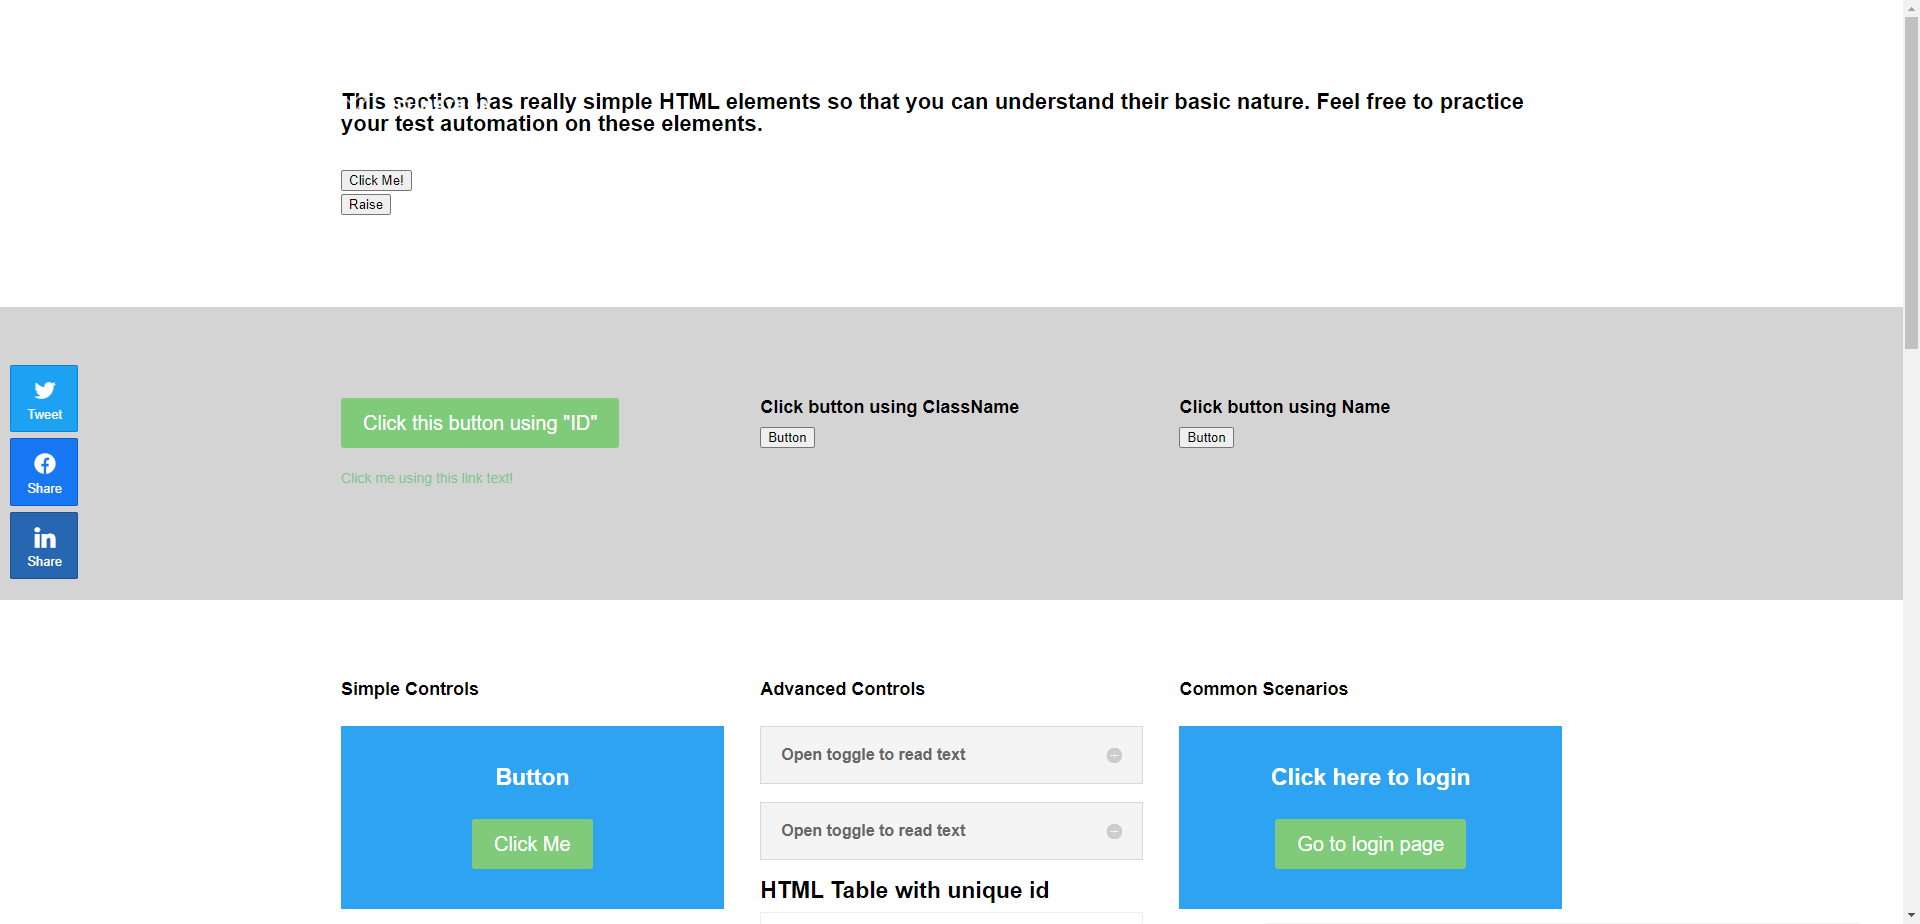 This section has really simple HTML elements so that you can understand their basic nature. Feel free to practice
your test automation on these elements.
Click Me!
Raise
Tweet
Share
Share
Click this button using "ID"
Click me using this link text!
Click button using ClassName
Button
Click button using Name
Button
Simple Controls
Button
Click Me
Advanced Controls
Open toggle to read text
Open toggle to read text
HTML Table with unique id
Common Scenarios
Click here to login
Go to login page